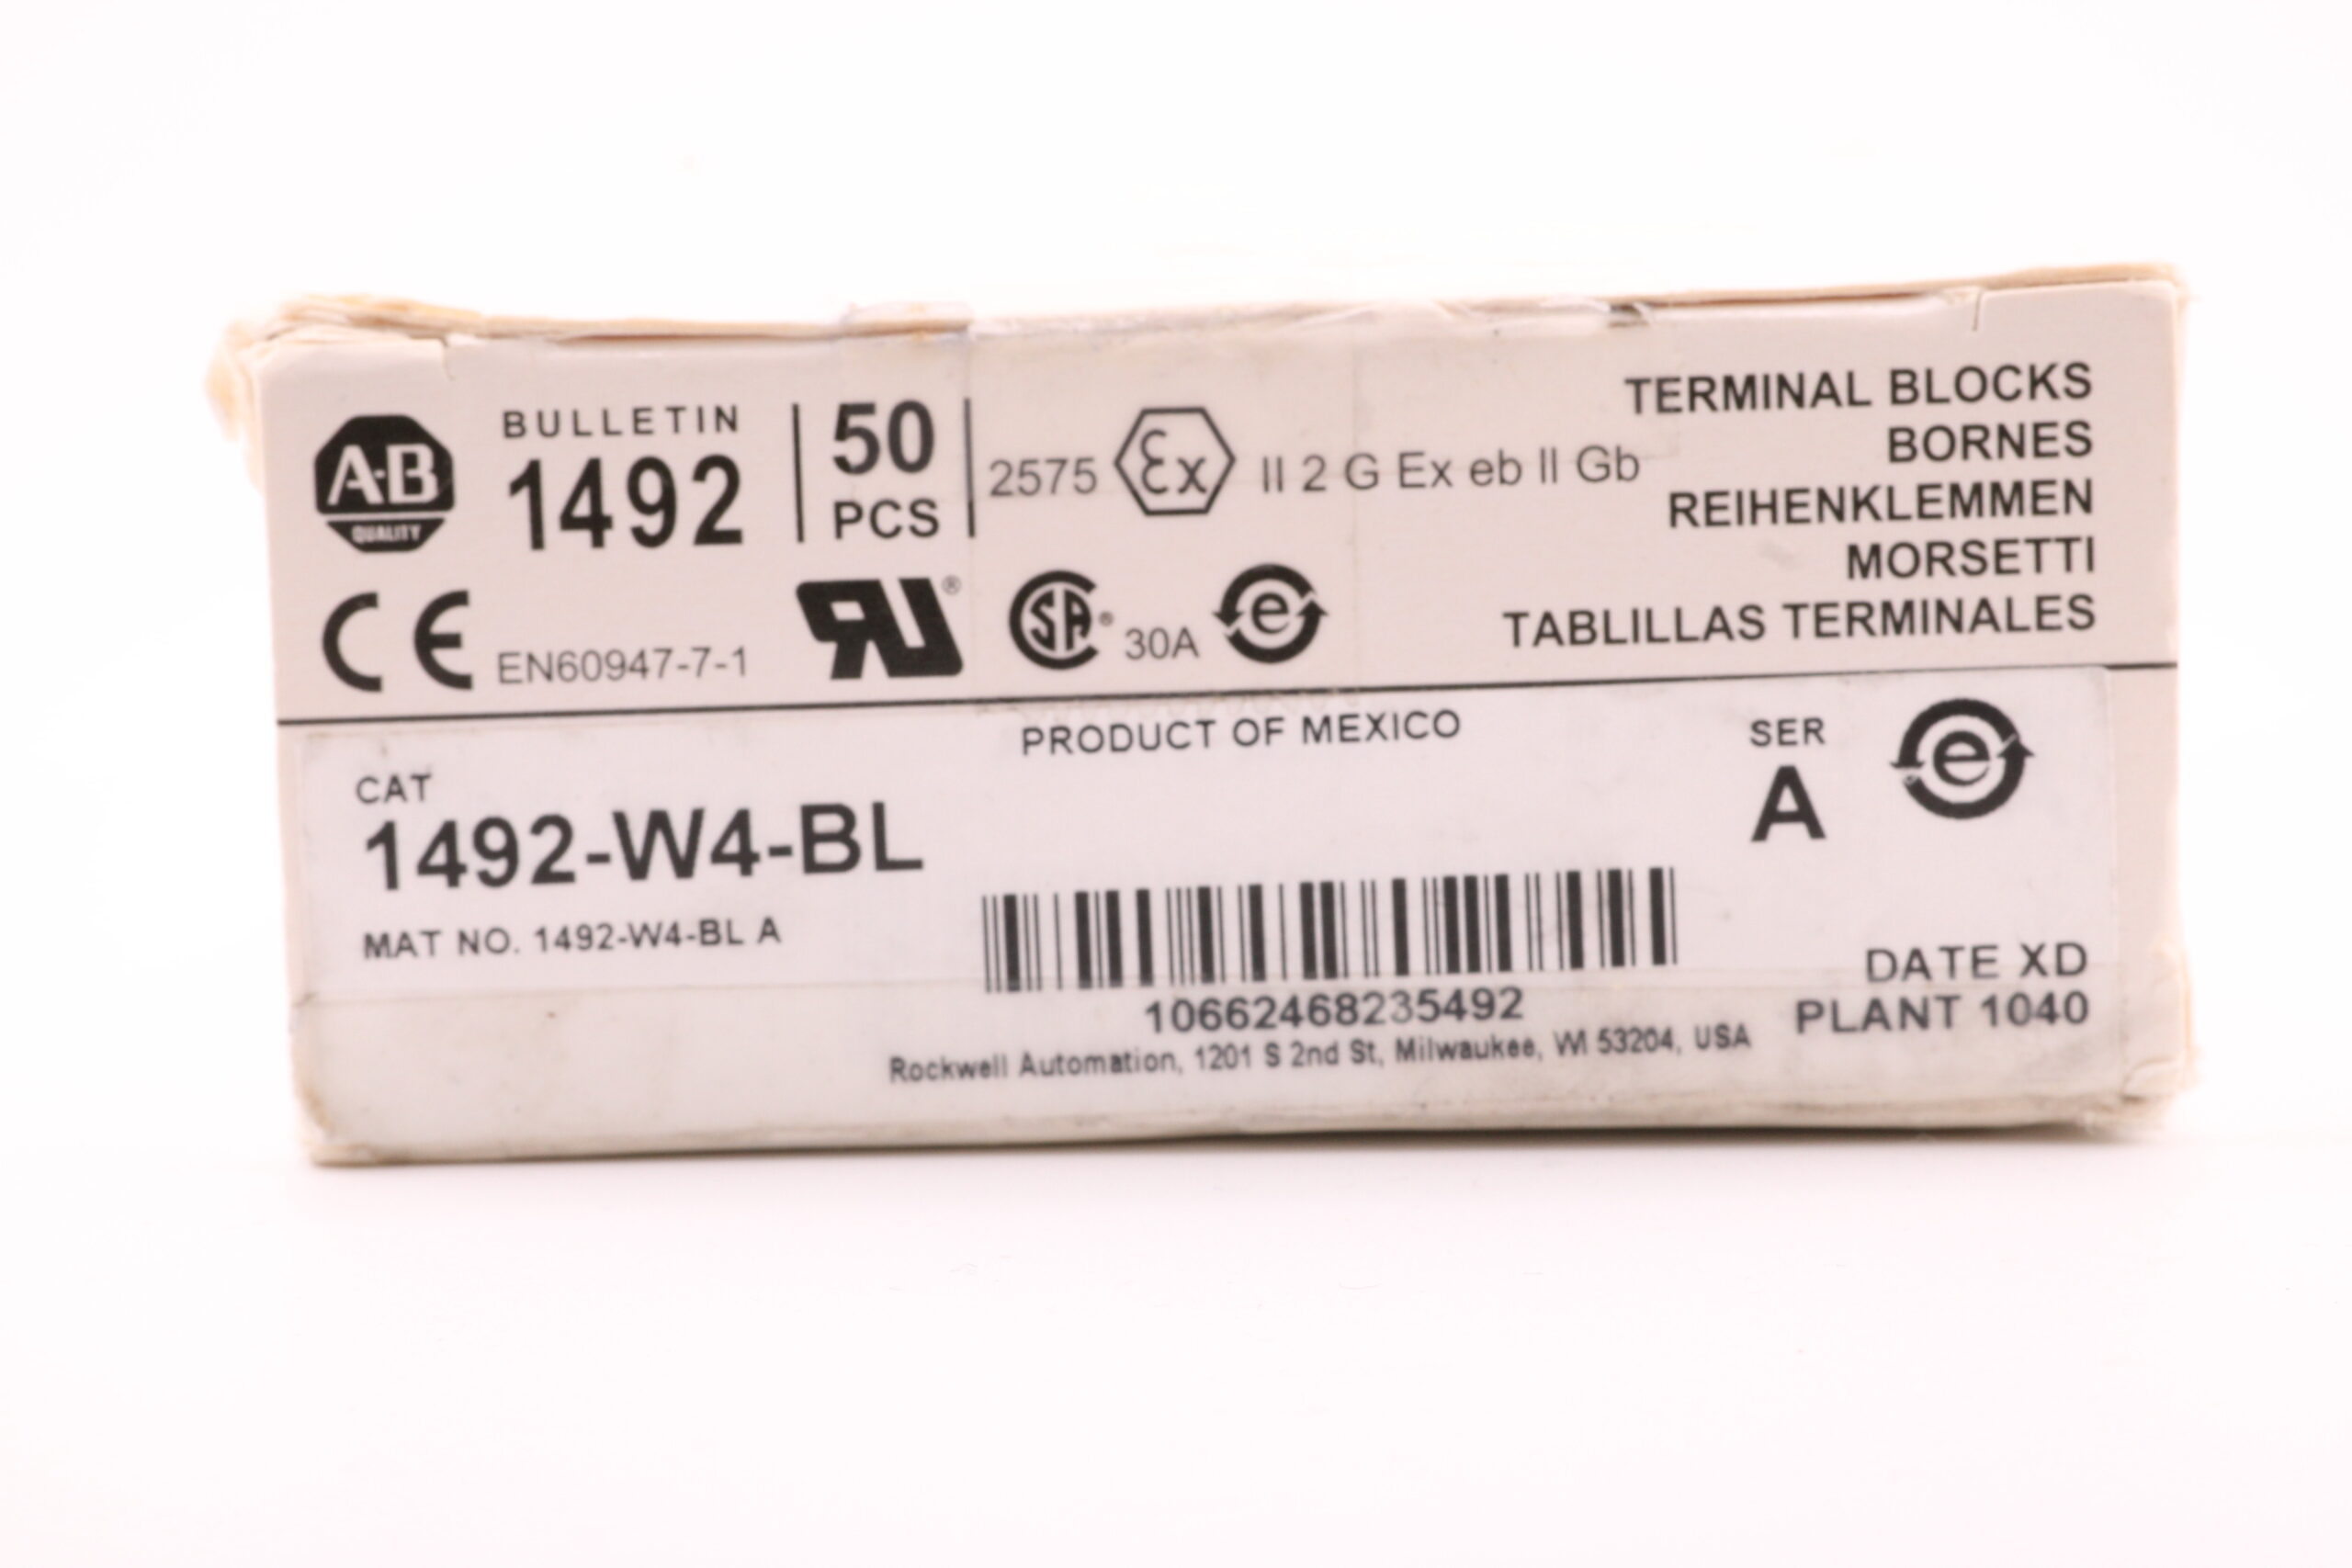 A-B
QUALITY
BULLETIN
1492
50
PCS
2575 Ex II 2 G Ex eb II Gb
TERMINAL BLOCKS
BORNES
REIHENKLEMMEN
MORSETTI
TABLILLAS TERMINALES
CE EN60947-7-1
RU®
SA® 30A e
PRODUCT OF MEXICO
SER
A
e
CAT
1492-W4-BL
MAT NO. 1492-W4-BL A
10662468235492
DATE XD
PLANT 1040
Rockwell Automation, 1201 S 2nd St, Milwaukee, WI 53204, USA